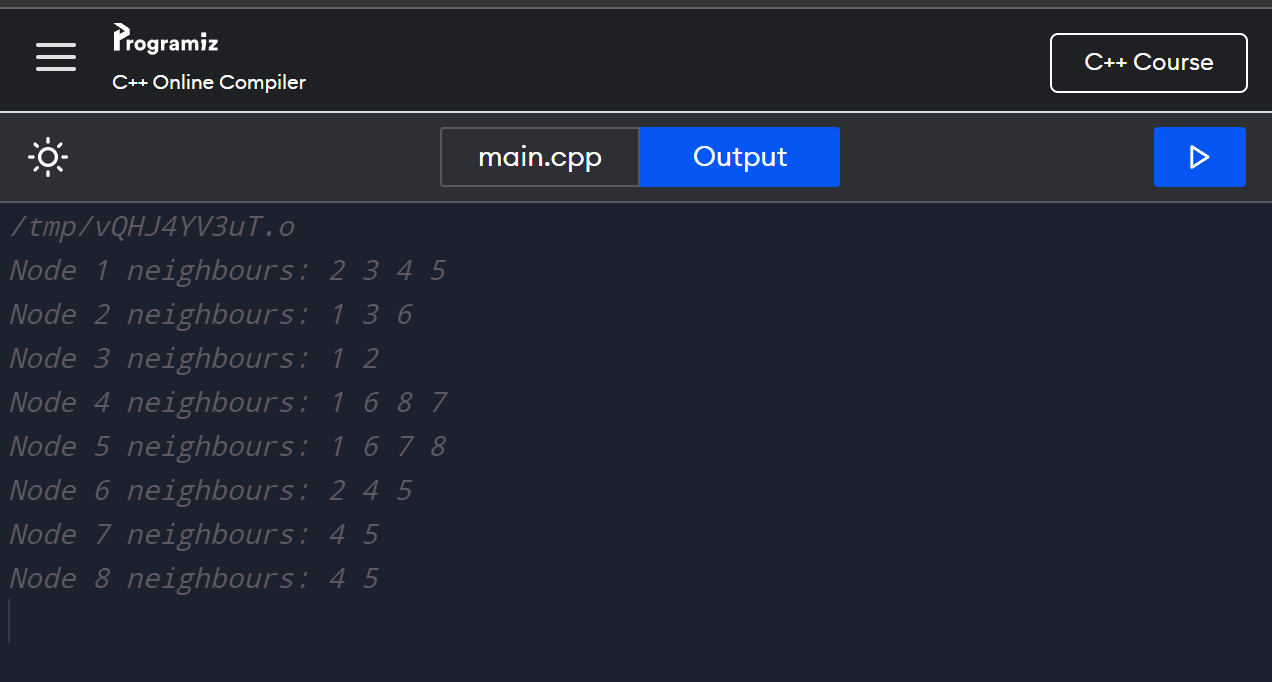 Programiz
C++ Online Compiler
C++ Course
main.cpp
Output
/tmp/vQHJ4YV3uT.o
Node 1 neighbours: 2 3 4 5
Node 2 neighbours: 1 3 6
Node 3 neighbours: 1 2
Node 4 neighbours: 1 6 8 7
Node 5 neighbours: 1 6 7 8
Node 6 neighbours: 2 4 5
Node 7 neighbours: 4 5
Node 8 neighbours: 4 5